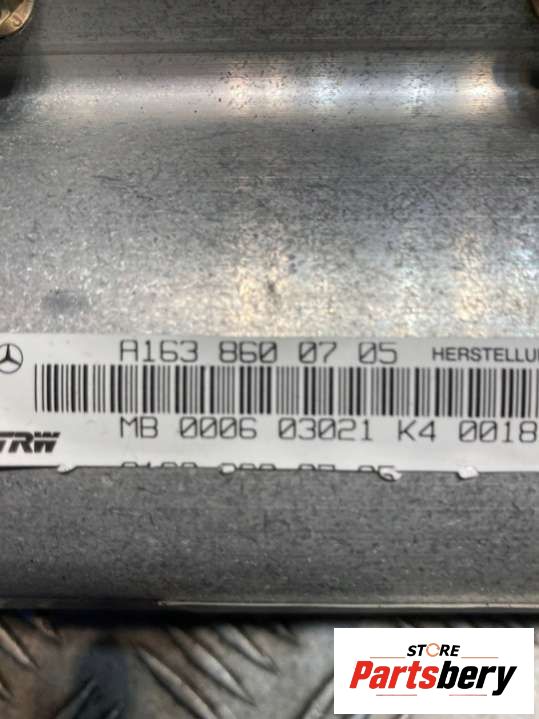 A163 860 07 05 HERSTELLU
TRW MB 0006 03021 K4 0018
STORE
Partsbery